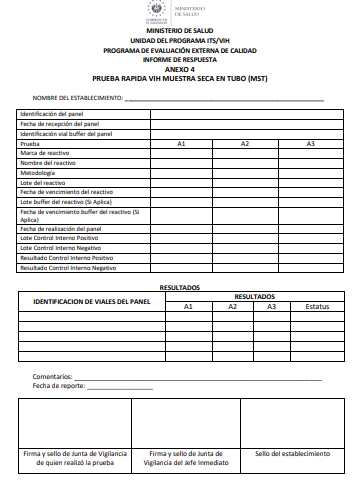 MINISTERIO
DE SALUD
GOBIERNO DE
EL SALVADOR
MINISTERIO DE SALUD
UNIDAD DEL PROGRAMA ITS/VIH
PROGRAMA DE EVALUACIÓN EXTERNA DE CALIDAD
INFORME DE RESPUESTA
ANEXO 4
PRUEBA RAPIDA VIH MUESTRA SECA EN TUBO (MST)
NOMBRE DEL ESTABLECIMIENTO:
Identificación del panel
Fecha de recepción del panel
Identificación vial buffer del panel
Prueba A1 A2 A3
Marca de reactivo
Nombre del reactivo
Metodología
Lote del reactivo
Fecha de vencimiento del reactivo
Lote buffer del reactivo (Si Aplica)
Fecha de vencimiento buffer del reactivo (Si
Aplica)
Fecha de realización del panel
Lote Control Interno Positivo
Lote Control Interno Negativo
Resultado Control Interno Positivo
Resultado Control Interno Negativo
RESULTADOS
IDENTIFICACION DE VIALES DEL PANEL RESULTADOS
A1 A2 A3 Estatus
Comentarios:
Fecha de reporte:
Firma y sello de Junta de Vigilancia
de quien realizó la prueba
Firma y sello de Junta de
Vigilancia del Jefe Inmediato
Sello del establecimiento